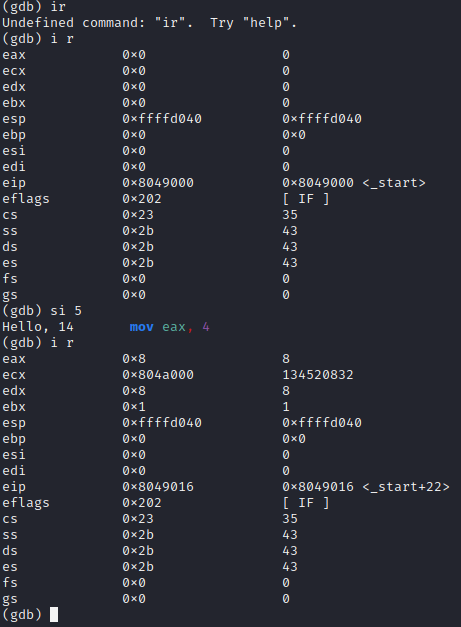 (gdb) ir
Undefined command: "ir".  Try "help".
(gdb) i r
eax            0x0                 0
ecx            0x0                 0
edx            0x0                 0
ebx            0x0                 0
esp            0xffffd040          0xffffd040
ebp            0x0                 0x0
esi            0x0                 0
edi            0x0                 0
eip            0x8049000           0x8049000 <_start>
eflags         0x202               [ IF ]
cs             0x23                35
ss             0x2b                43
ds             0x2b                43
es             0x2b                43
fs             0x0                 0
gs             0x0                 0
(gdb) si 5
Hello, 14       mov eax, 4
(gdb) i r
eax            0x8                 8
ecx            0x804a000           134520832
edx            0x8                 8
ebx            0x1                 1
esp            0xffffd040          0xffffd040
ebp            0x0                 0x0
esi            0x0                 0
edi            0x0                 0
eip            0x8049016           0x8049016 <_start+22>
eflags         0x202               [ IF ]
cs             0x23                35
ss             0x2b                43
ds             0x2b                43
es             0x2b                43
fs             0x0                 0
gs             0x0                 0
(gdb)